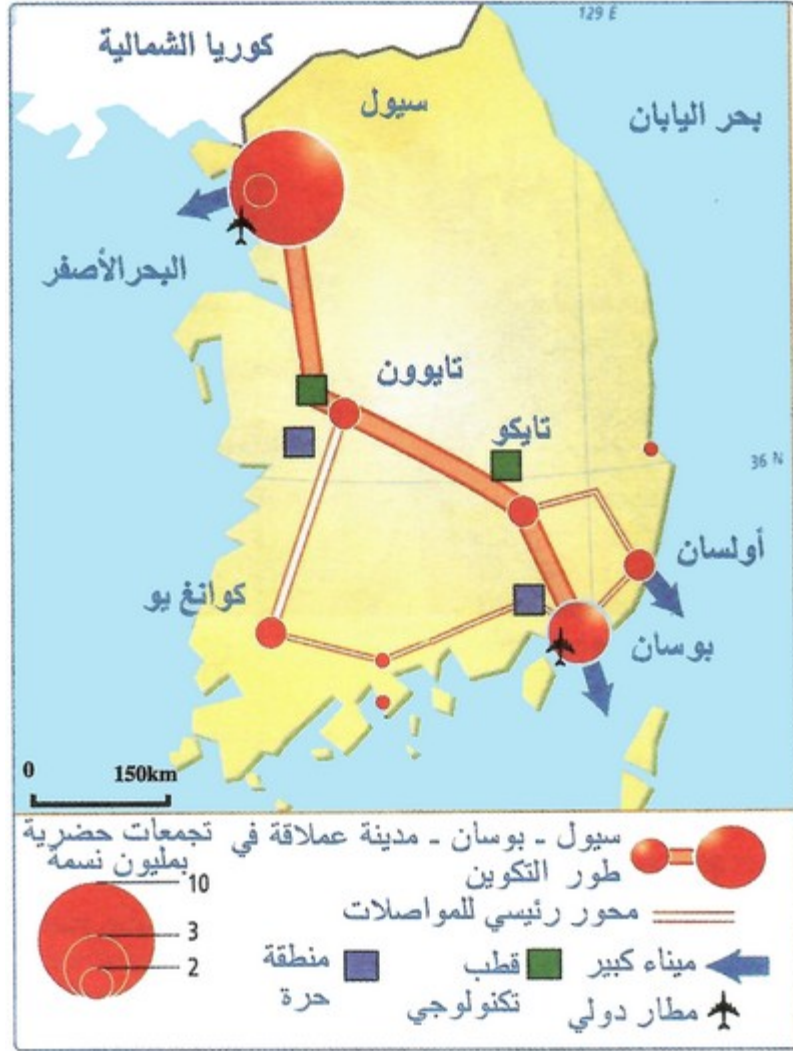 129 E
كوريا الشمالية
سيول
بحر اليابان
البحرالأصفر
تايوون
تايكو
36 N
أولسان
كوانغ يو
بوسان
0 150km
سيول - بوسان - مدينة عملاقة في
طور التكوين
محور رئيسي للمواصلات
ميناء كبير
مطار دولي
قطب
تكنولوجي
منطقة
حرة
تجمعات حضرية
بمليون نسمة
10
3
2